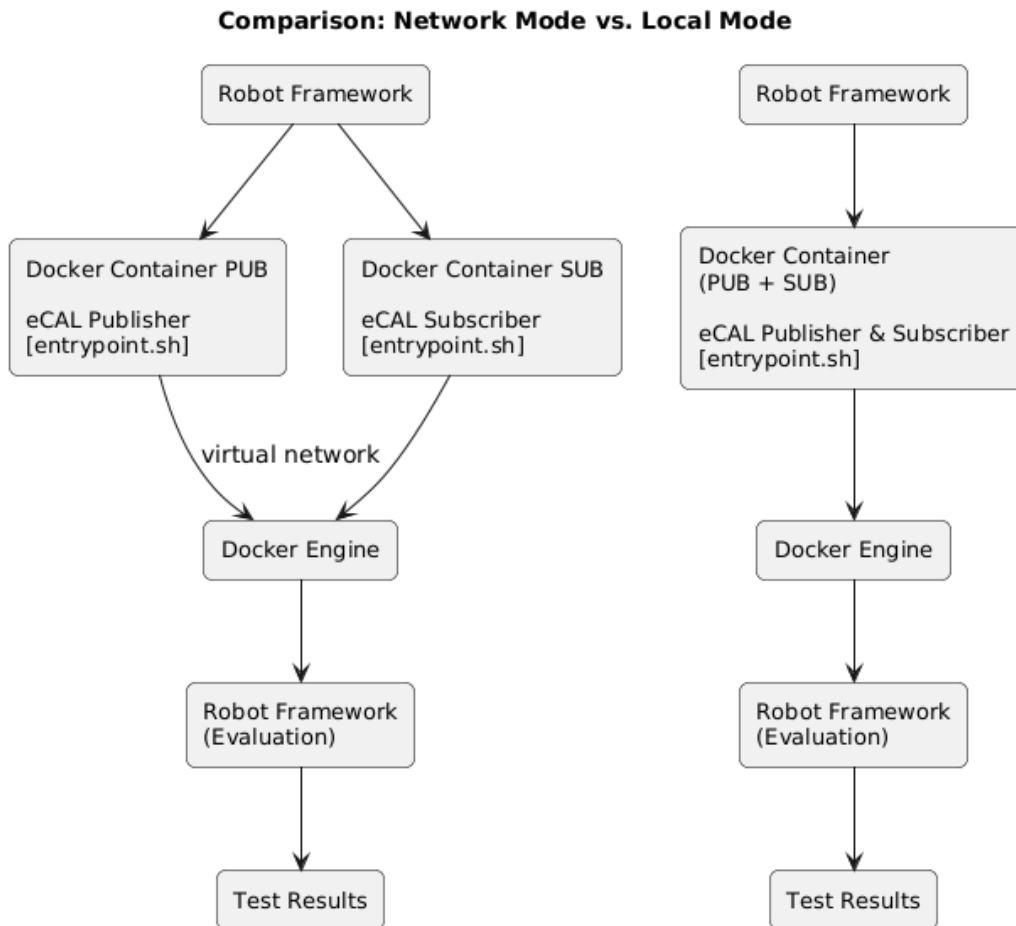 Comparison: Network Mode vs. Local Mode
Robot Framework
Docker Container PUB
eCAL Publisher
[entrypoint.sh]
Docker Container SUB
eCAL Subscriber
[entrypoint.sh]
virtual network
Docker Engine
Robot Framework
(Evaluation)
Test Results
Robot Framework
Docker Container
(PUB + SUB)
eCAL Publisher & Subscriber
[entrypoint.sh]
Docker Engine
Robot Framework
(Evaluation)
Test Results